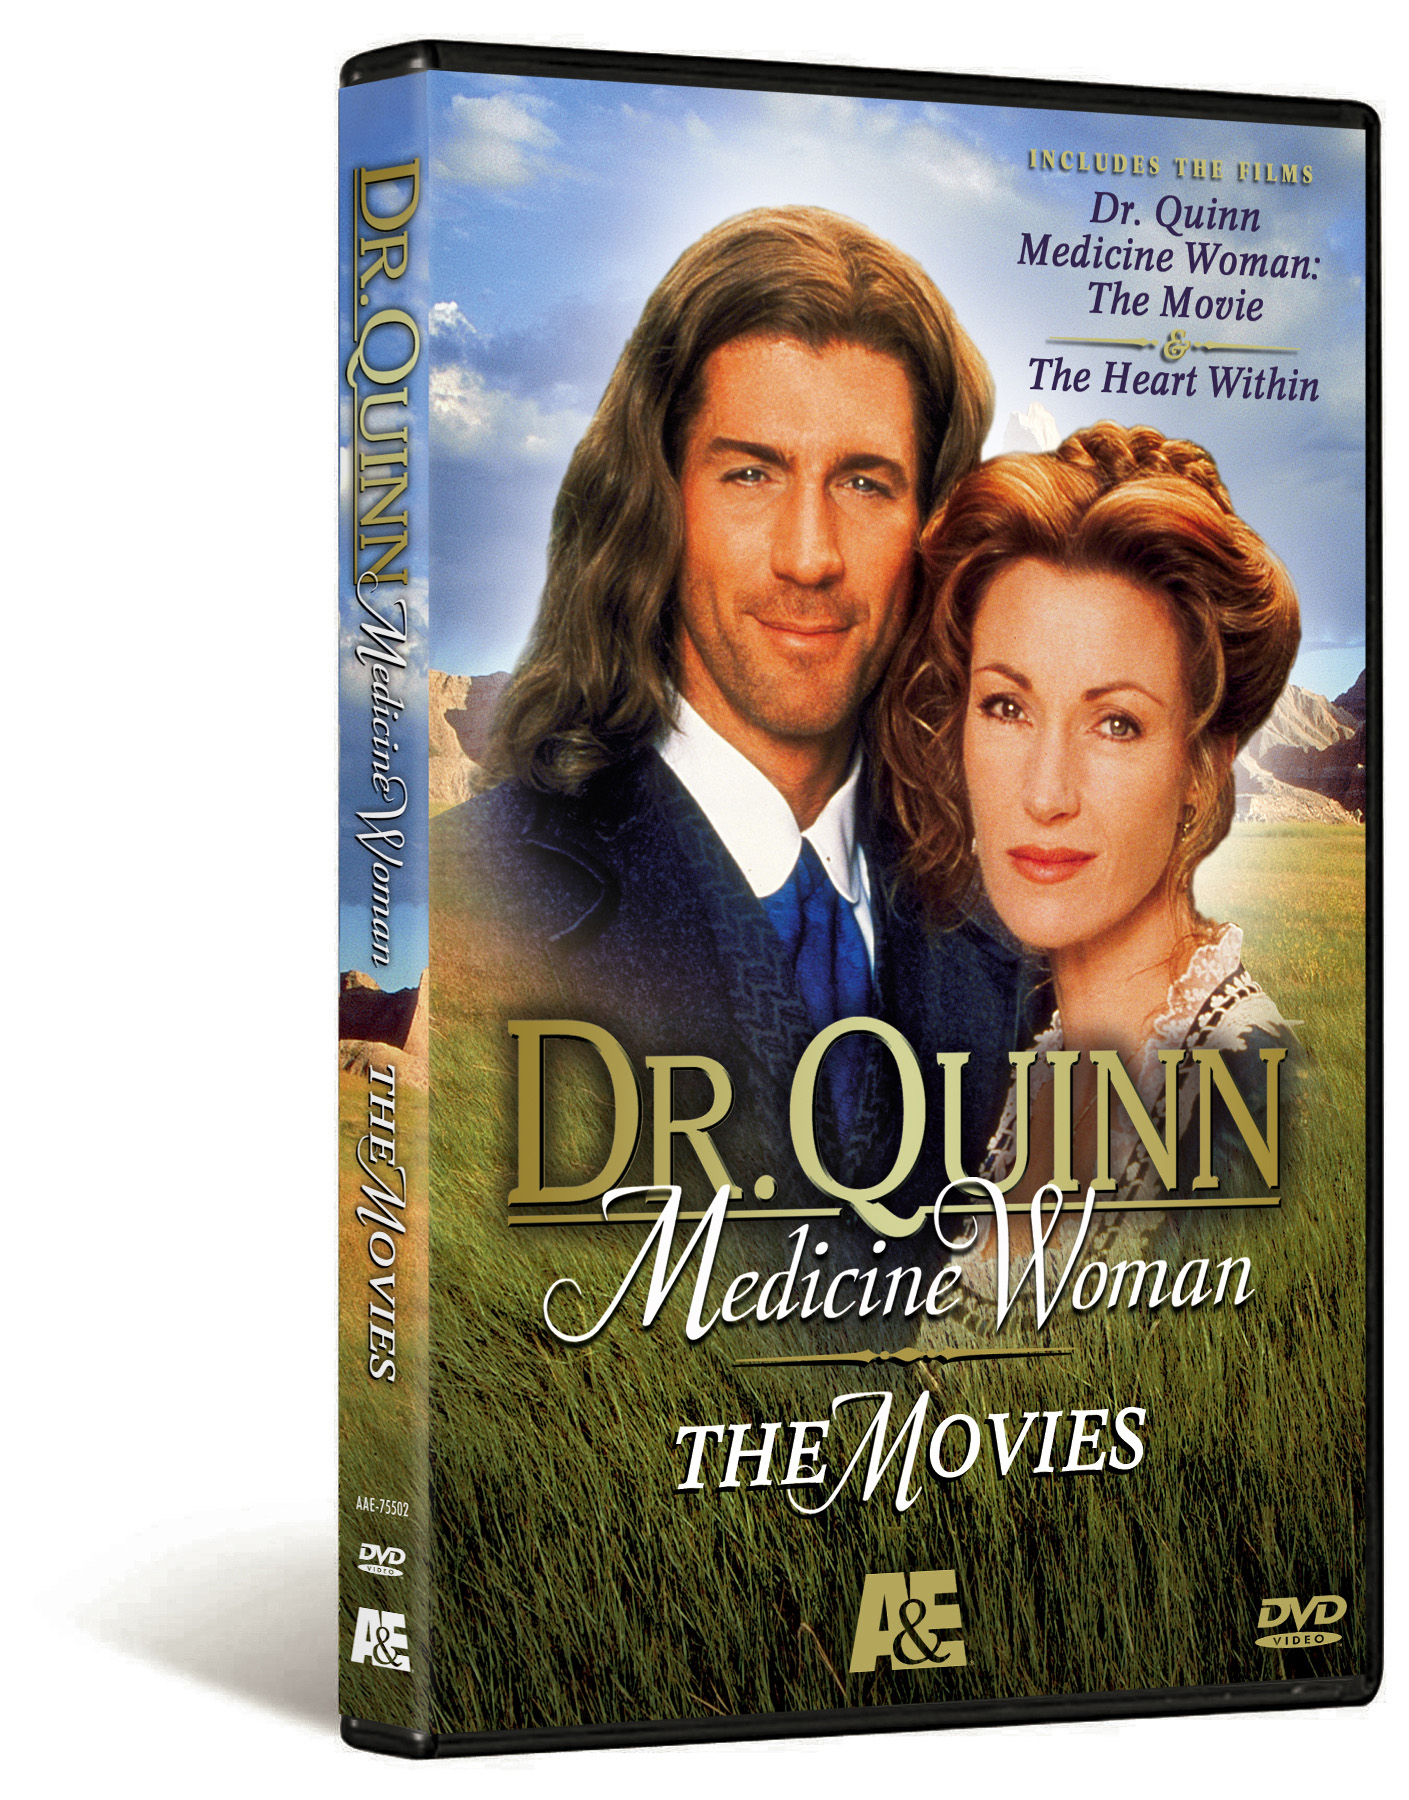 DR. QUINN Medicine Woman THE MOVIES
AAE-75502
DVD
VIDEO
A&E
INCLUDES THE FILMS
Dr. Quinn
Medicine Woman:
The Movie
&
The Heart Within
DR. QUINN
Medicine Woman
THE MOVIES
A&E
DVD
VIDEO